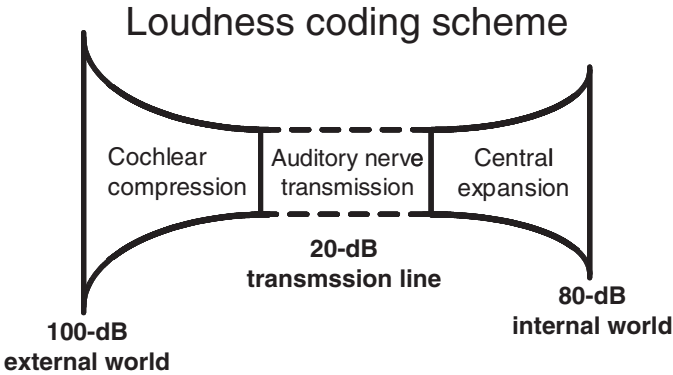 Loudness coding scheme
Cochlear
compression
Auditory nerve
transmission
Central
expansion
20-dB
transmssion line
100-dB
external world
80-dB
internal world